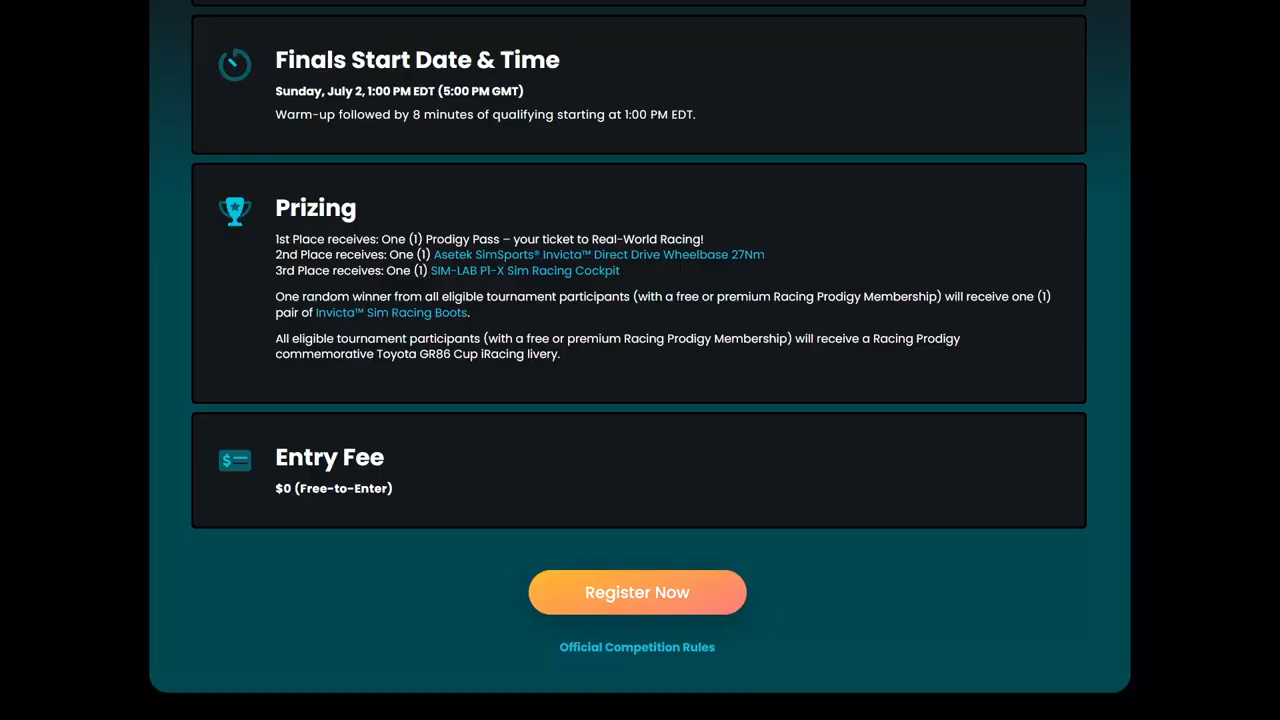 Finals Start Date & Time
Sunday, July 2, 1:00 PM EDT (5:00 PM GMT)
Warm-up followed by 8 minutes of qualifying starting at 1:00 PM EDT.
Prizing
1st Place receives: One (1) Prodigy Pass – your ticket to Real-World Racing!
2nd Place receives: One (1) Asetek SimSports® Invicta™ Direct Drive Wheelbase 27Nm
3rd Place receives: One (1) SIM-LAB P1-X Sim Racing Cockpit
One random winner from all eligible tournament participants (with a free or premium Racing Prodigy Membership) will receive one (1)
pair of Invicta™ Sim Racing Boots.
All eligible tournament participants (with a free or premium Racing Prodigy Membership) will receive a Racing Prodigy
commemorative Toyota GR86 Cup iRacing livery.
Entry Fee
$0 (Free-to-Enter)
Register Now
Official Competition Rules